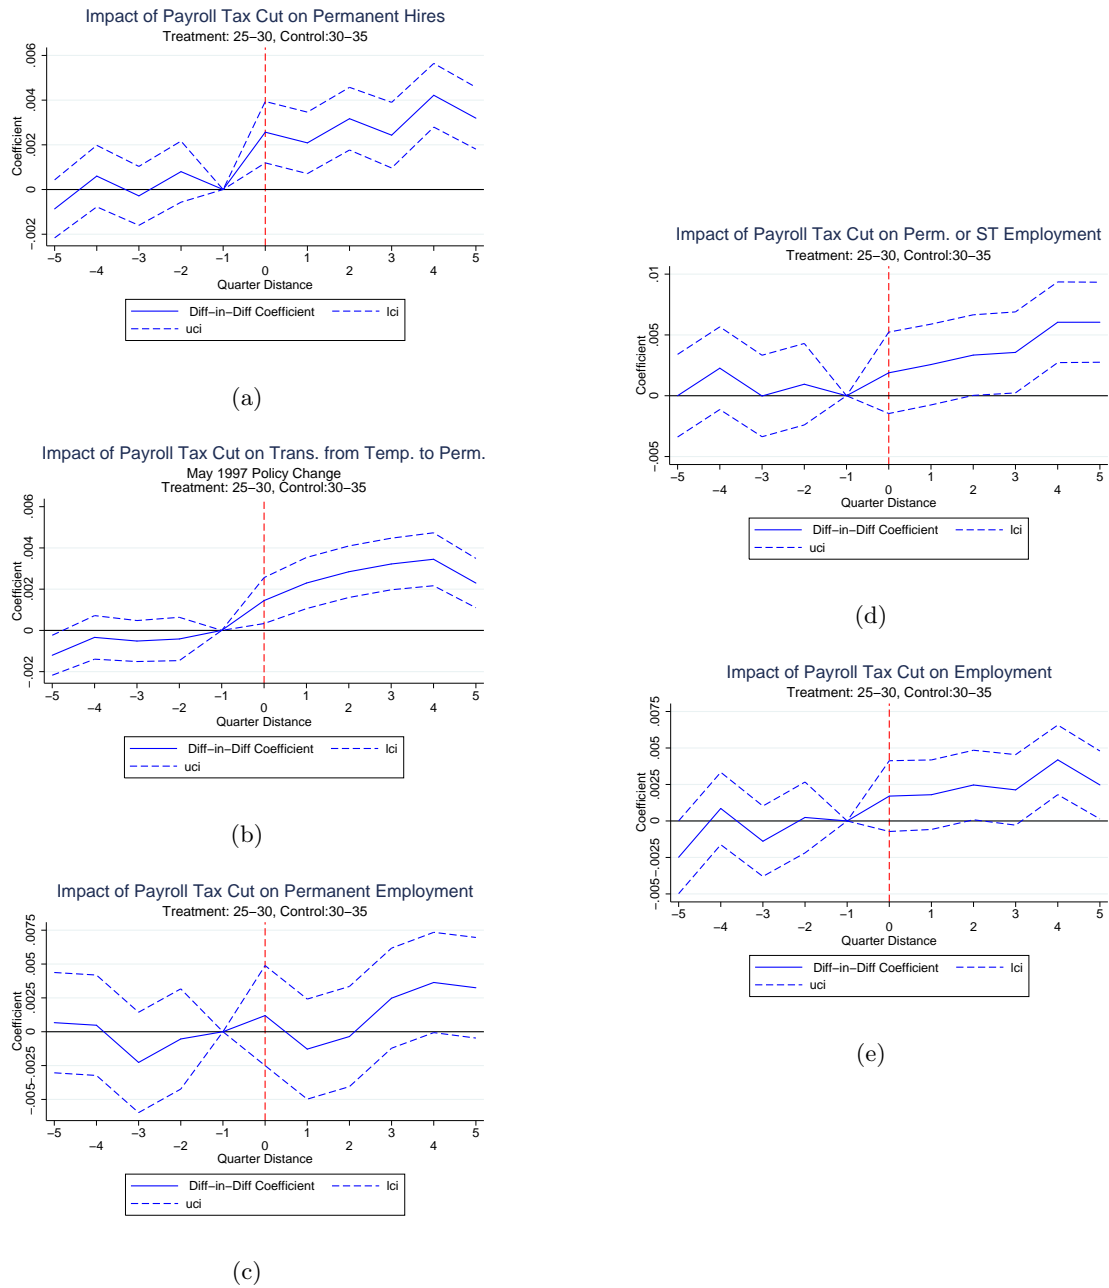 Impact of Payroll Tax Cut on Permanent Hires
Treatment: 25−30, Control:30−35
Coefficient
.006
.004
.002
0
−.002
−5 −3 −1 1 3 5
−4 −2 0 2 4
Quarter Distance
Diff−in−Diff Coefficient lci
uci
(a)
Impact of Payroll Tax Cut on Trans. from Temp. to Perm.
May 1997 Policy Change
Treatment: 25−30, Control:30−35
Coefficient
.006
.004
.002
0
−.002
−5 −3 −1 1 3 5
−4 −2 0 2 4
Quarter Distance
Diff−in−Diff Coefficient lci
uci
(b)
Impact of Payroll Tax Cut on Permanent Employment
Treatment: 25−30, Control:30−35
Coefficient
.0075
.005
.0025
0
−.0025
−.005
−5 −3 −1 1 3 5
−4 −2 0 2 4
Quarter Distance
Diff−in−Diff Coefficient lci
uci
(c)
Impact of Payroll Tax Cut on Perm. or ST Employment
Treatment: 25−30, Control:30−35
Coefficient
.01
.005
0
−.005
−5 −3 −1 1 3 5
−4 −2 0 2 4
Quarter Distance
Diff−in−Diff Coefficient lci
uci
(d)
Impact of Payroll Tax Cut on Employment
Treatment: 25−30, Control:30−35
Coefficient
.0075
.005
.0025
0
−.0025
−.005
−5 −3 −1 1 3 5
−4 −2 0 2 4
Quarter Distance
Diff−in−Diff Coefficient lci
uci
(e)